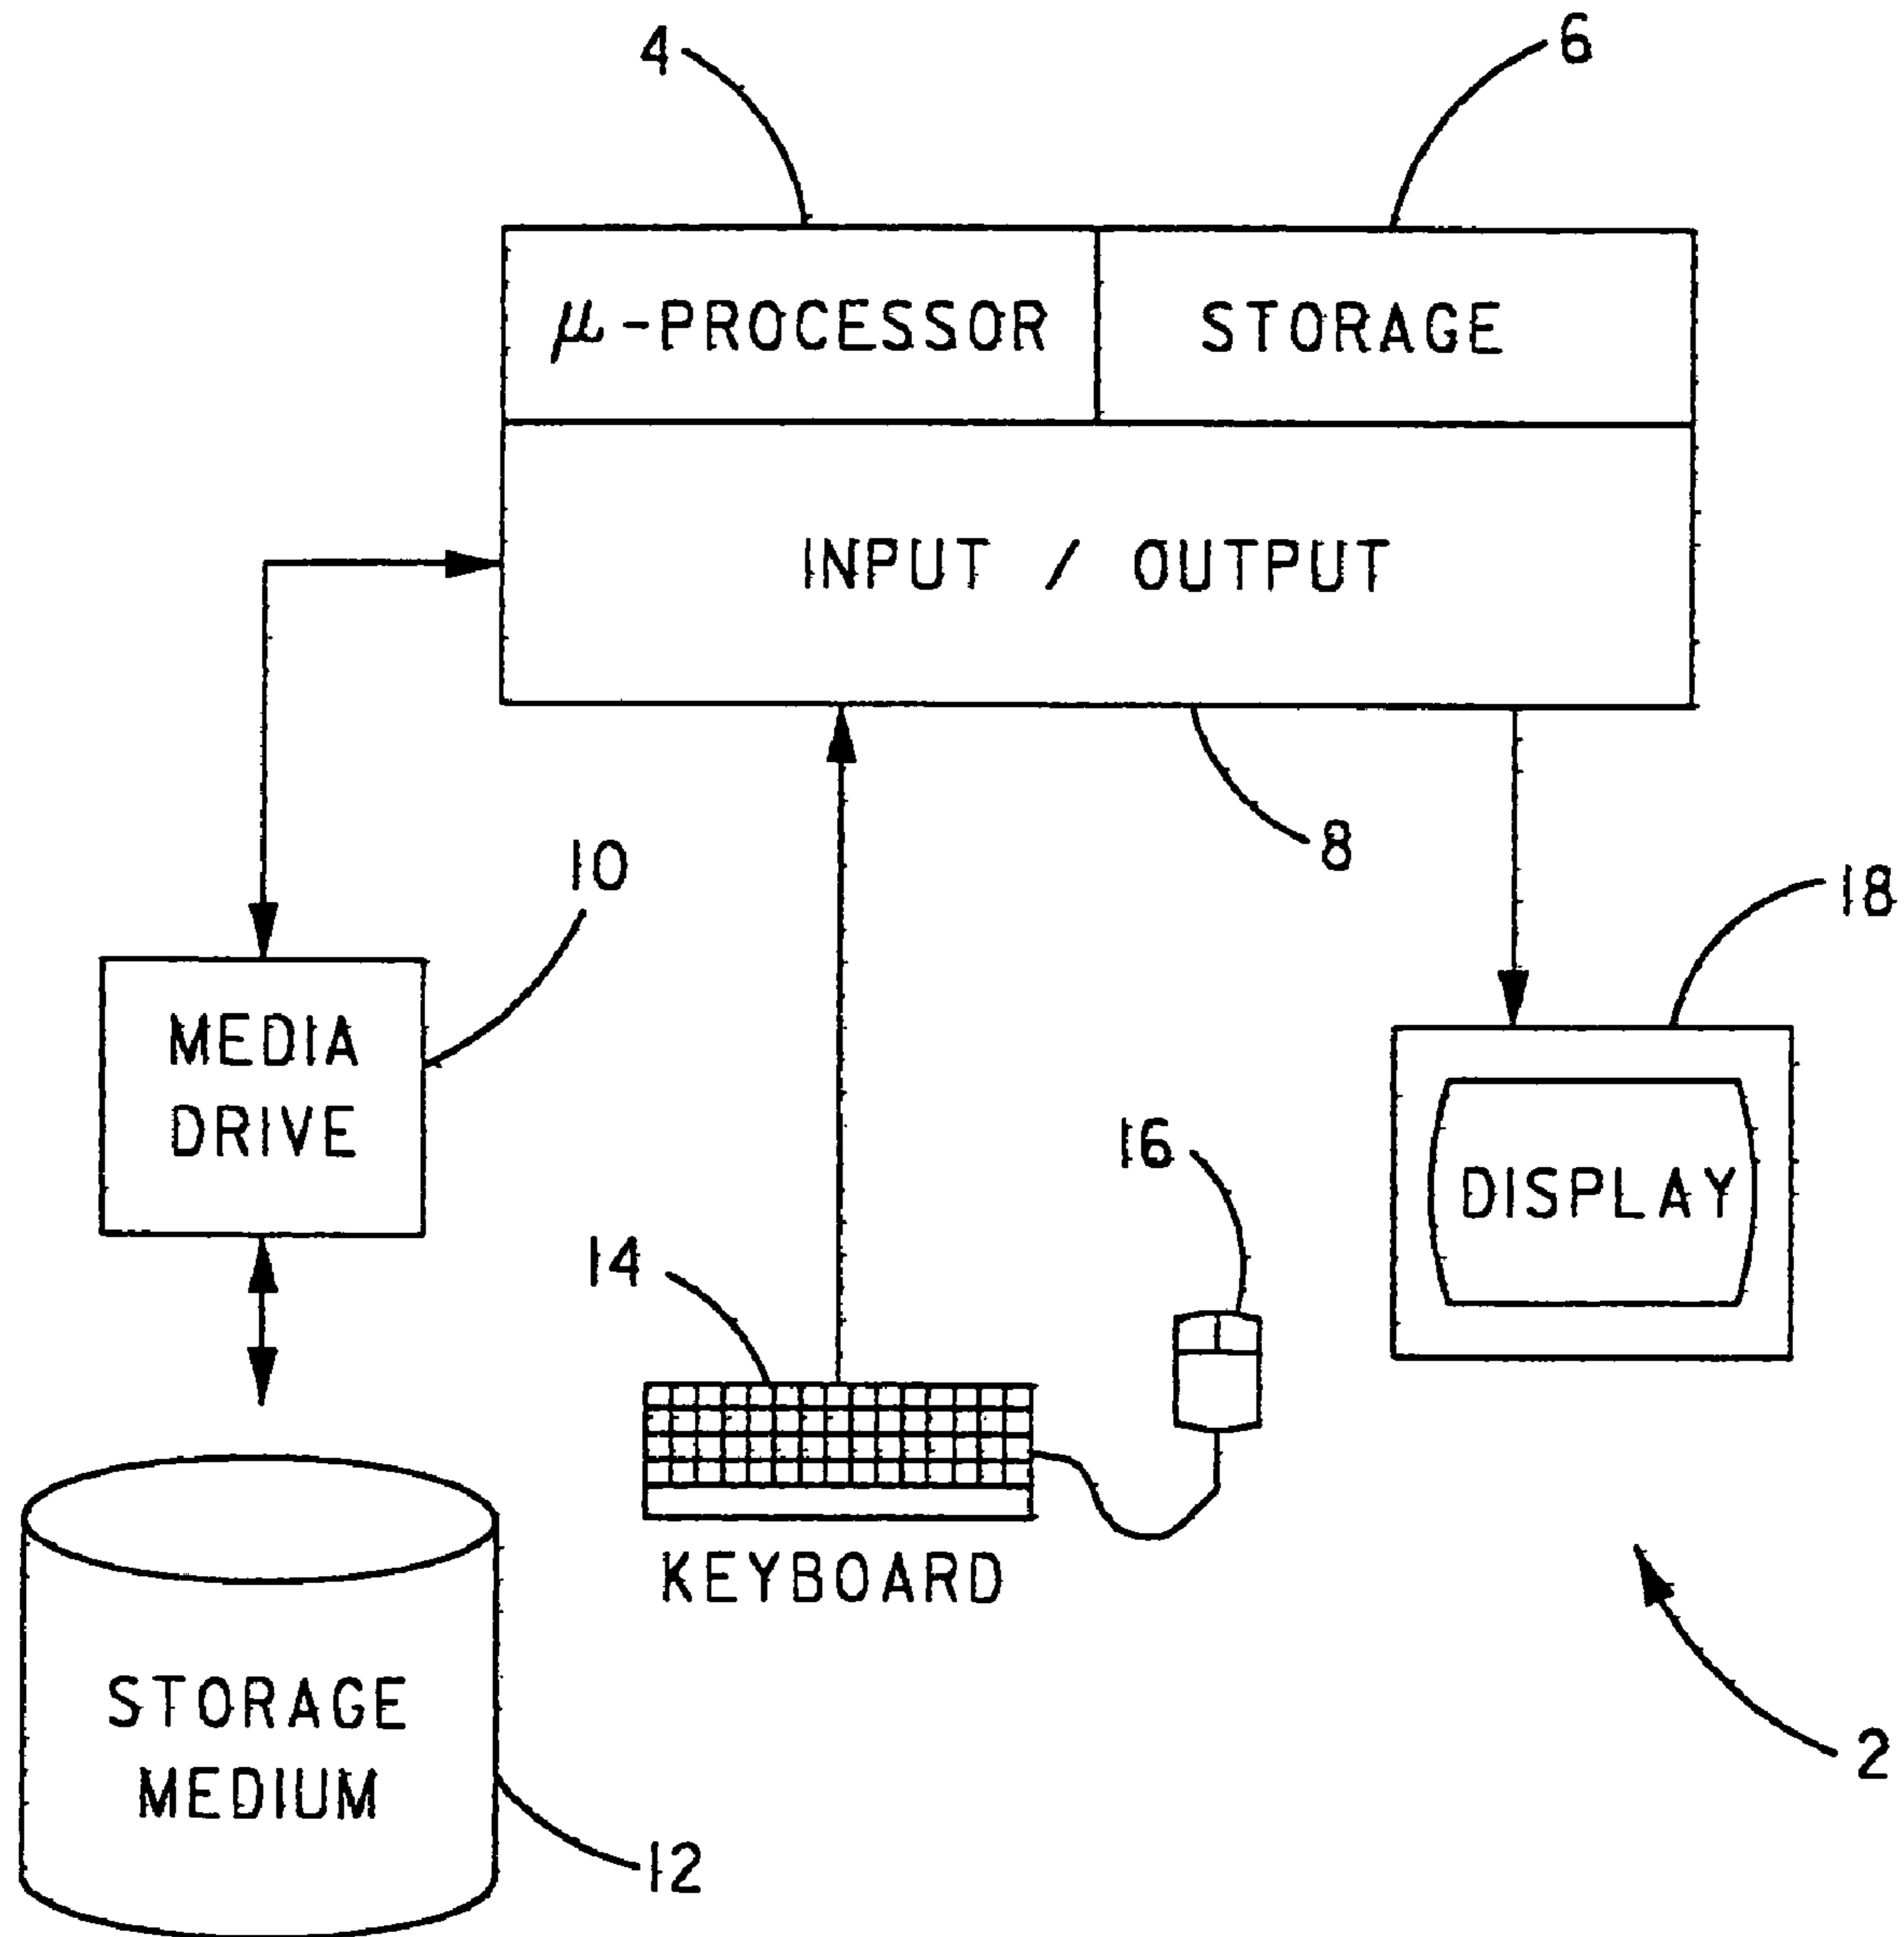 4
6
μ-PROCESSOR
STORAGE
INPUT / OUTPUT
8
10
18
MEDIA
DRIVE
DISPLAY
16
14
KEYBOARD
STORAGE
MEDIUM
2
12